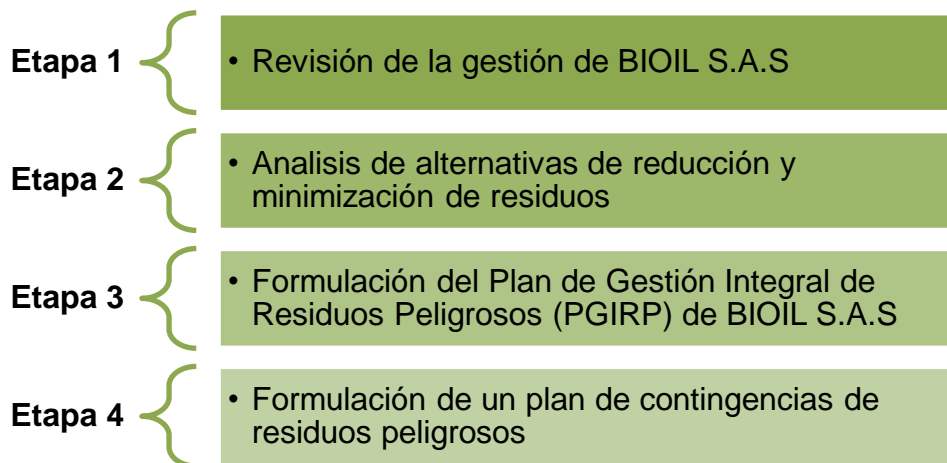 Etapa 1
• Revisión de la gestión de BIOIL S.A.S
Etapa 2
• Analisis de alternativas de reducción y
minimización de residuos
Etapa 3
• Formulación del Plan de Gestión Integral de
Residuos Peligrosos (PGIRP) de BIOIL S.A.S
Etapa 4
• Formulación de un plan de contingencias de
residuos peligrosos